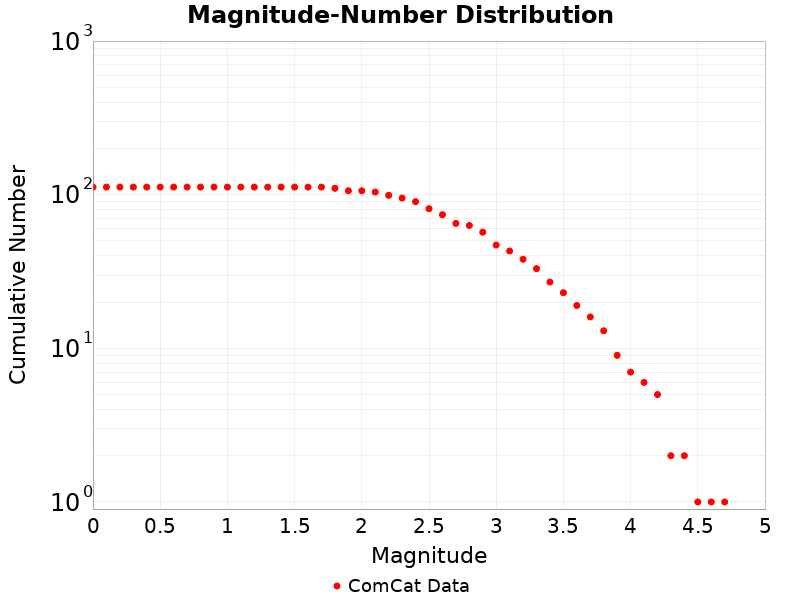 Magnitude-Number Distribution
10^3
10^2
10^1
10^0
Cumulative Number
0 0.5 1 1.5 2 2.5 3 3.5 4 4.5 5
Magnitude
ComCat Data